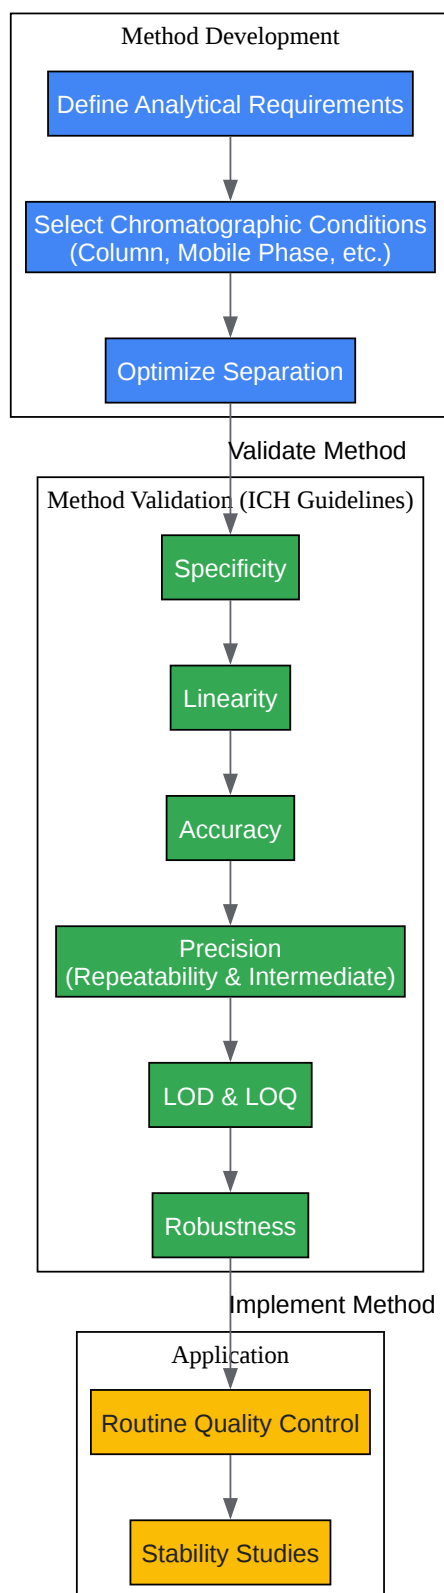 Method Development
Define Analytical Requirements
Select Chromatographic Conditions
(Column, Mobile Phase, etc.)
Optimize Separation
Validate Method
Method Validation (ICH Guidelines)
Specificity
Linearity
Accuracy
Precision
(Repeatability & Intermediate)
LOD & LOQ
Robustness
Implement Method
Application
Routine Quality Control
Stability Studies